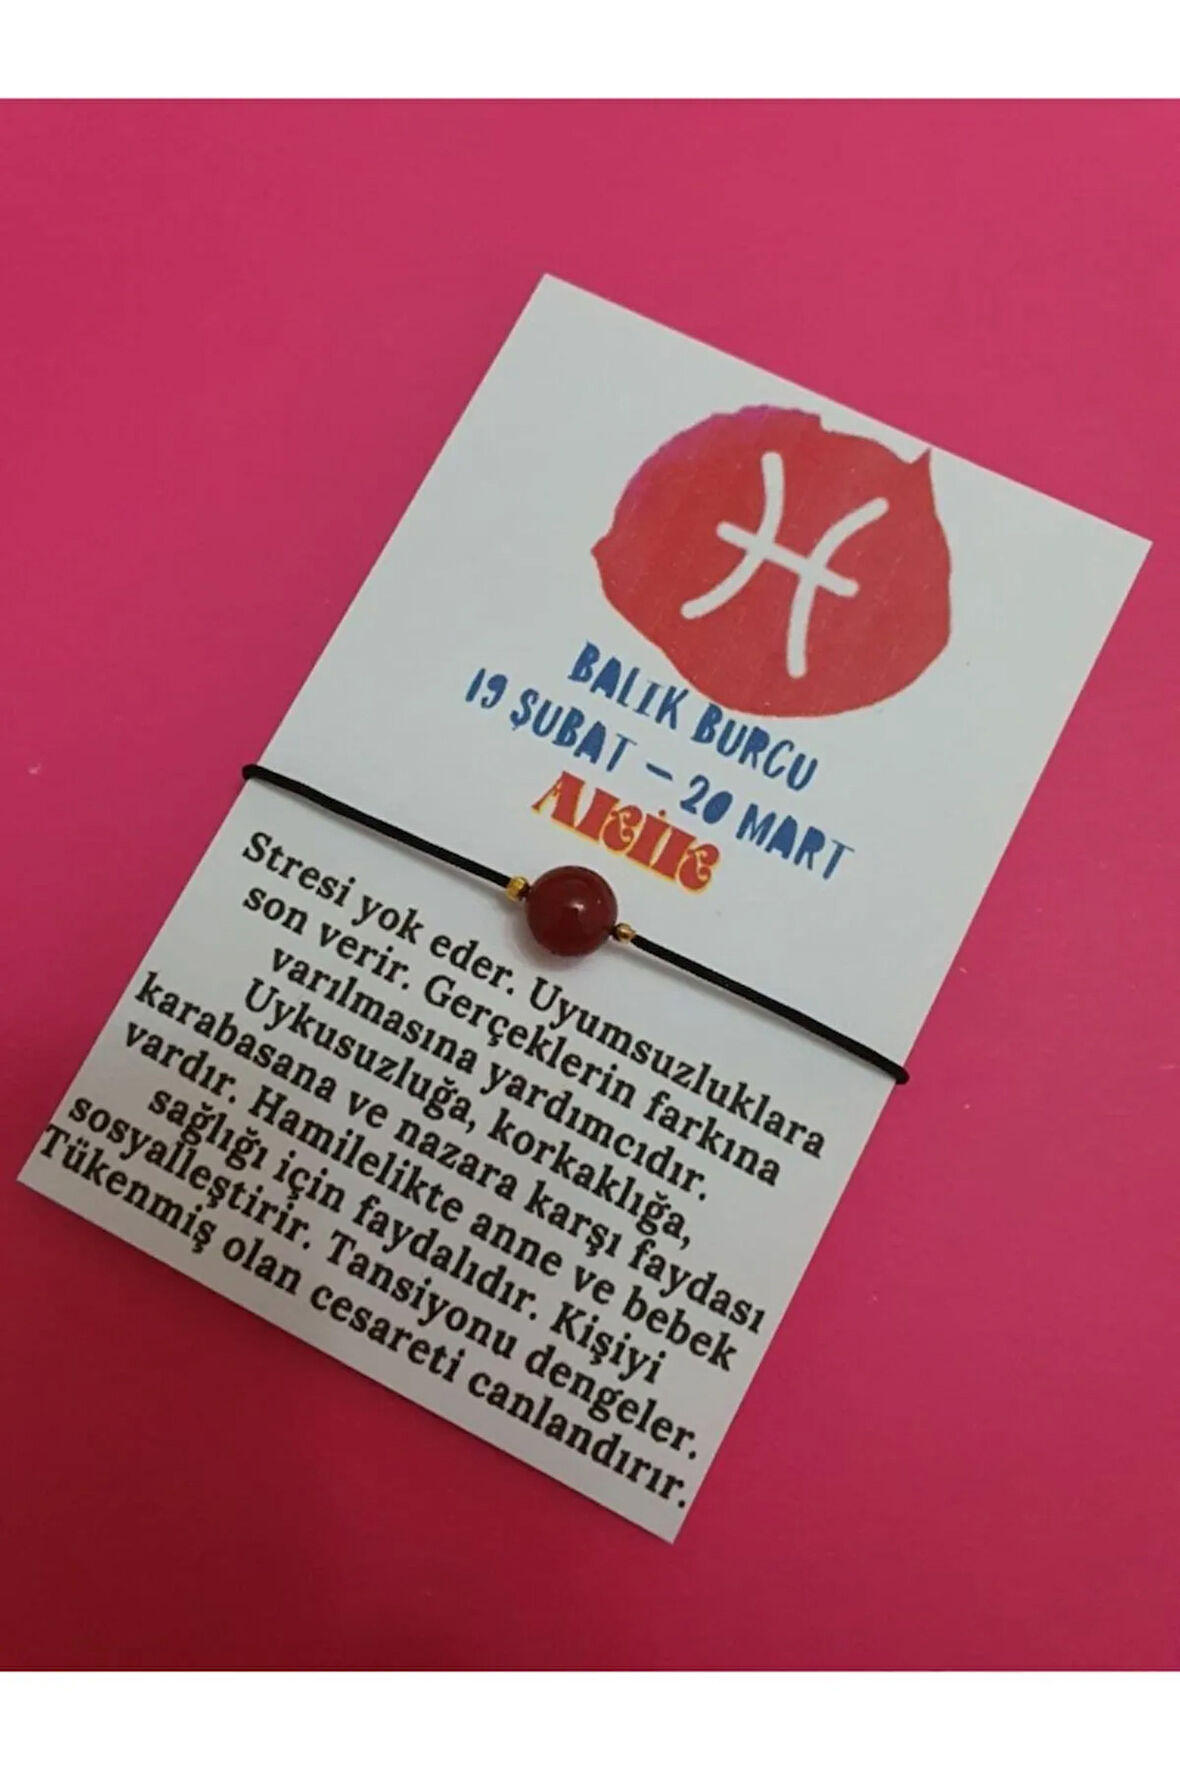 BALIK BURCU
19 ŞUBAT – 20 MART
AKİK
Stresi yok eder. Uyumsuzluklara
son verir. Gerçeklerin farkına
varılmasına yardımcıdır.
Uykusuzluğa, korkaklığa,
karabasana ve nazara karşı faydası
vardır. Hamilelikte anne ve bebek
sağlığı için faydalıdır. Kişiyi
sosyalleştirir. Tansiyonu dengeler.
Tükenmiş olan cesareti canlandırır.